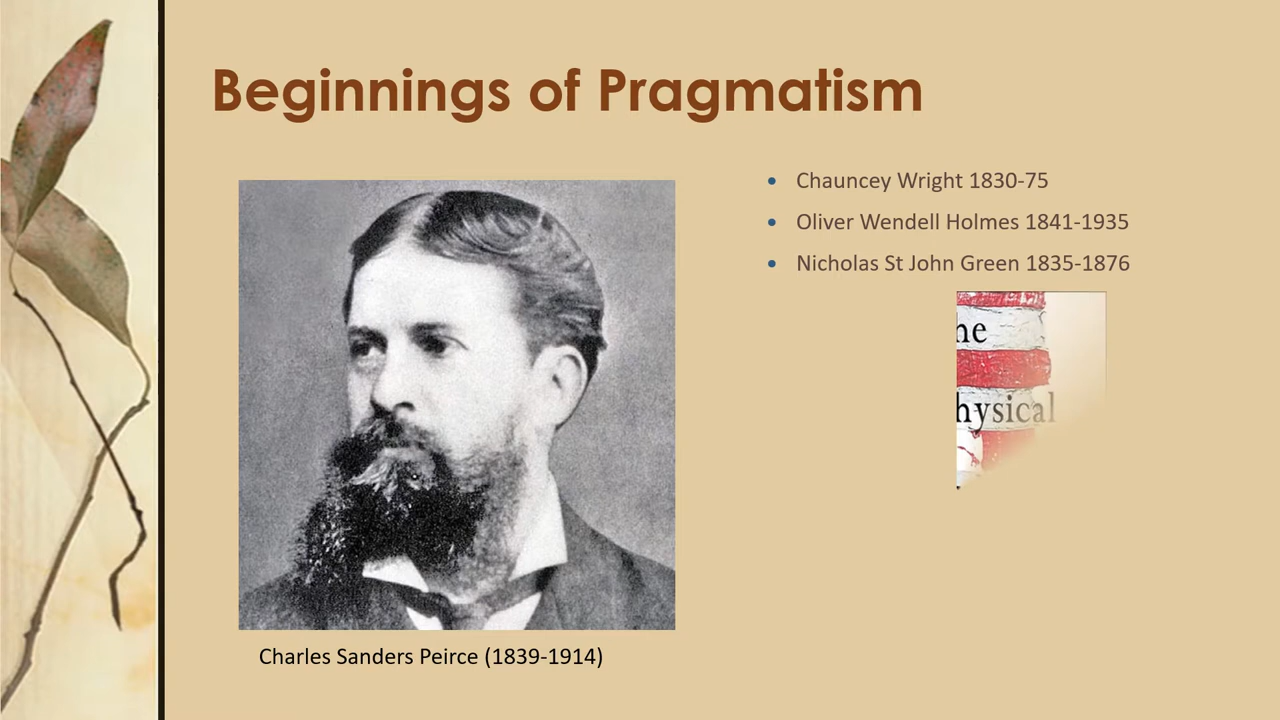 Beginnings of Pragmatism
Chauncey Wright 1830-75
Oliver Wendell Holmes 1841-1935
Nicholas St John Green 1835-1876
he
hysical
Charles Sanders Peirce (1839-1914)